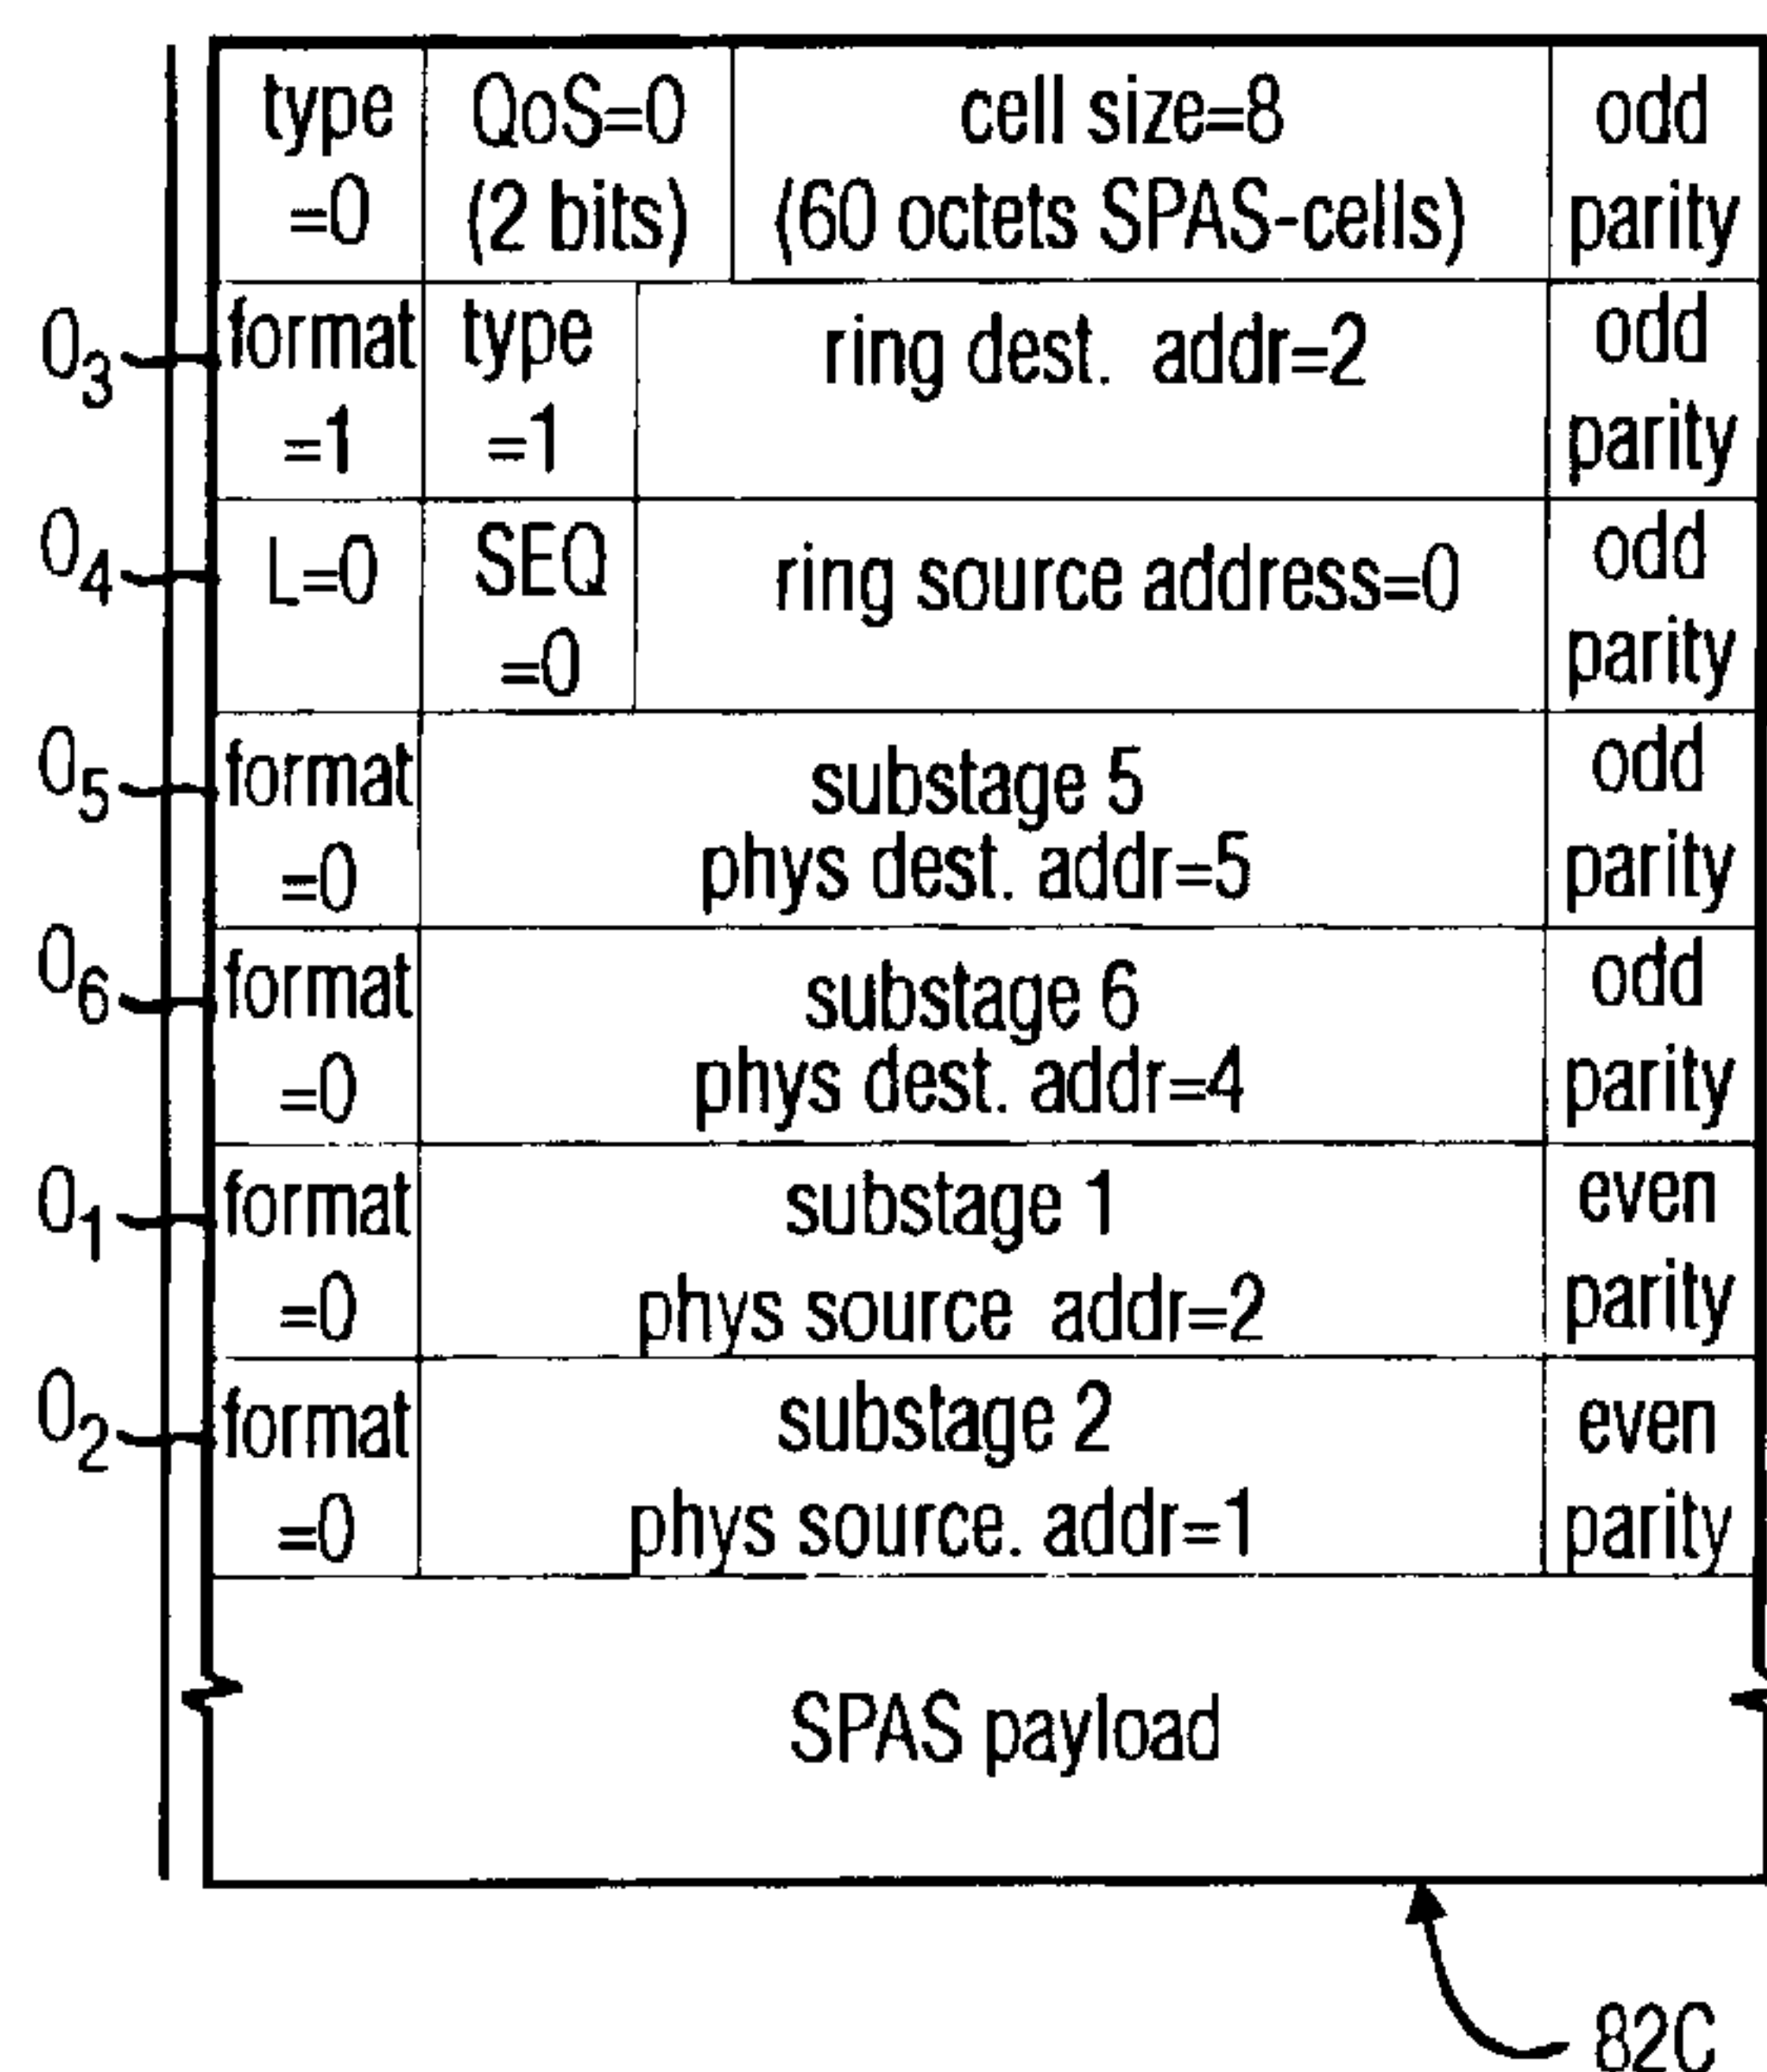 type QoS=0 cell size=8 odd
=0 (2 bits) (60 octets SPAS-cells) parity
O3 format type ring dest. addr=2 odd
=1 =1 parity
O4 L=0 SEQ ring source address=0 odd
=0 parity
O5 format substage 5 odd
=0 phys dest. addr=5 parity
O6 format substage 6 odd
=0 phys dest. addr=4 parity
O1 format substage 1 even
=0 phys source addr=2 parity
O2 format substage 2 even
=0 phys source. addr=1 parity
SPAS payload
82C